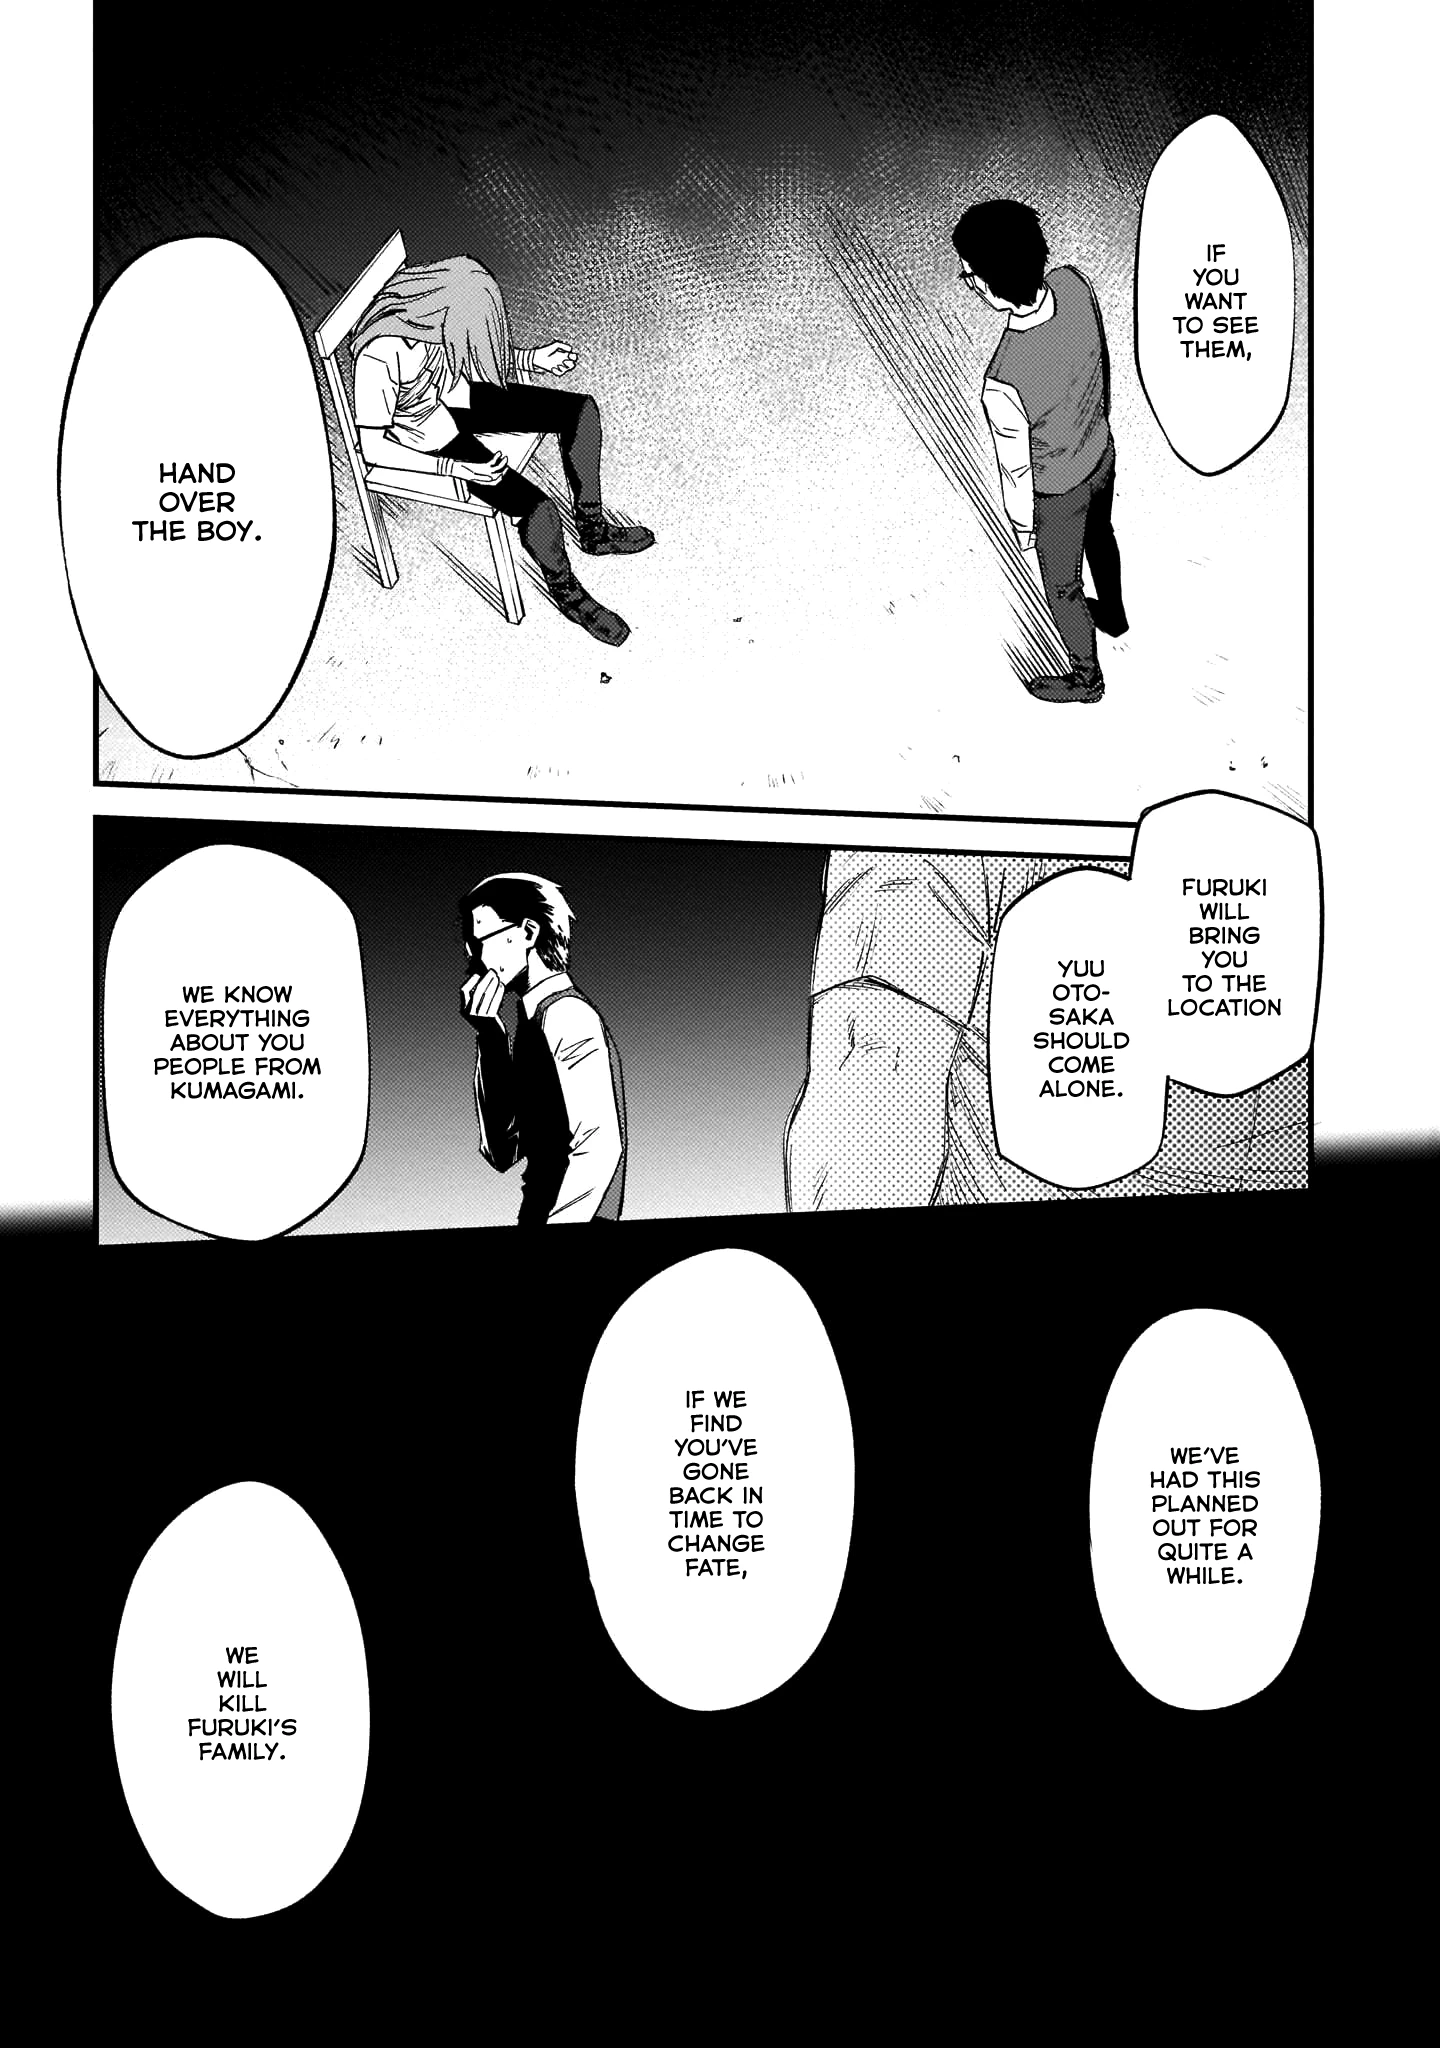 IF
YOU
WANT
TO SEE
THEM,
HAND
OVER
THE BOY.
FURUKI
WILL
BRING
YOU
TO THE
LOCATION
YUU
OTO-
SAKA
SHOULD
COME
ALONE.
WE KNOW
EVERYTHING
ABOUT YOU
PEOPLE FROM
KUMAGAMI.
WE'VE
HAD THIS
PLANNED
OUT FOR
QUITE A
WHILE.
IF WE
FIND
YOU'VE
GONE
BACK IN
TIME TO
CHANGE
FATE,
WE
WILL
KILL
FURUKI'S
FAMILY.